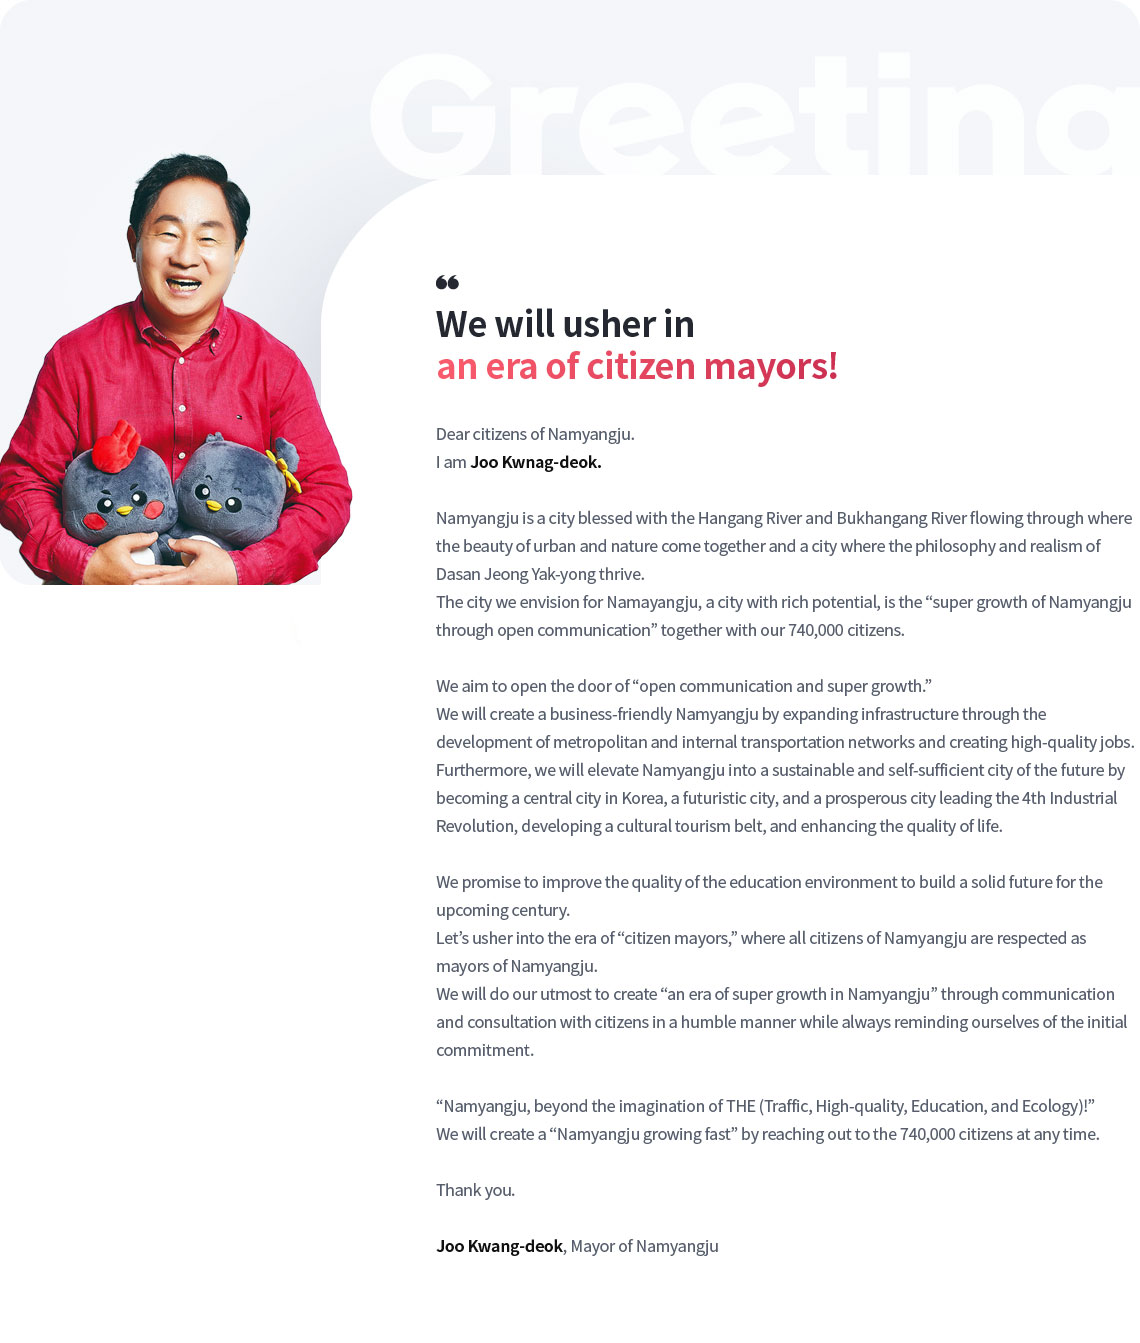 Greeting
“
We will usher in
an era of citizen mayors!
Dear citizens of Namyangju.
I am Joo Kwnag-deok.
Namyangju is a city blessed with the Hangang River and Bukhangang River flowing through where
the beauty of urban and nature come together and a city where the philosophy and realism of
Dasan Jeong Yak-yong thrive.
The city we envision for Namayangju, a city with rich potential, is the “super growth of Namyangju
through open communication” together with our 740,000 citizens.
We aim to open the door of “open communication and super growth.”
We will create a business-friendly Namyangju by expanding infrastructure through the
development of metropolitan and internal transportation networks and creating high-quality jobs.
Furthermore, we will elevate Namyangju into a sustainable and self-sufficient city of the future by
becoming a central city in Korea, a futuristic city, and a prosperous city leading the 4th Industrial
Revolution, developing a cultural tourism belt, and enhancing the quality of life.
We promise to improve the quality of the education environment to build a solid future for the
upcoming century.
Let’s usher into the era of “citizen mayors,” where all citizens of Namyangju are respected as
mayors of Namyangju.
We will do our utmost to create “an era of super growth in Namyangju” through communication
and consultation with citizens in a humble manner while always reminding ourselves of the initial
commitment.
“Namyangju, beyond the imagination of THE (Traffic, High-quality, Education, and Ecology)!”
We will create a “Namyangju growing fast” by reaching out to the 740,000 citizens at any time.
Thank you.
Joo Kwang-deok, Mayor of Namyangju